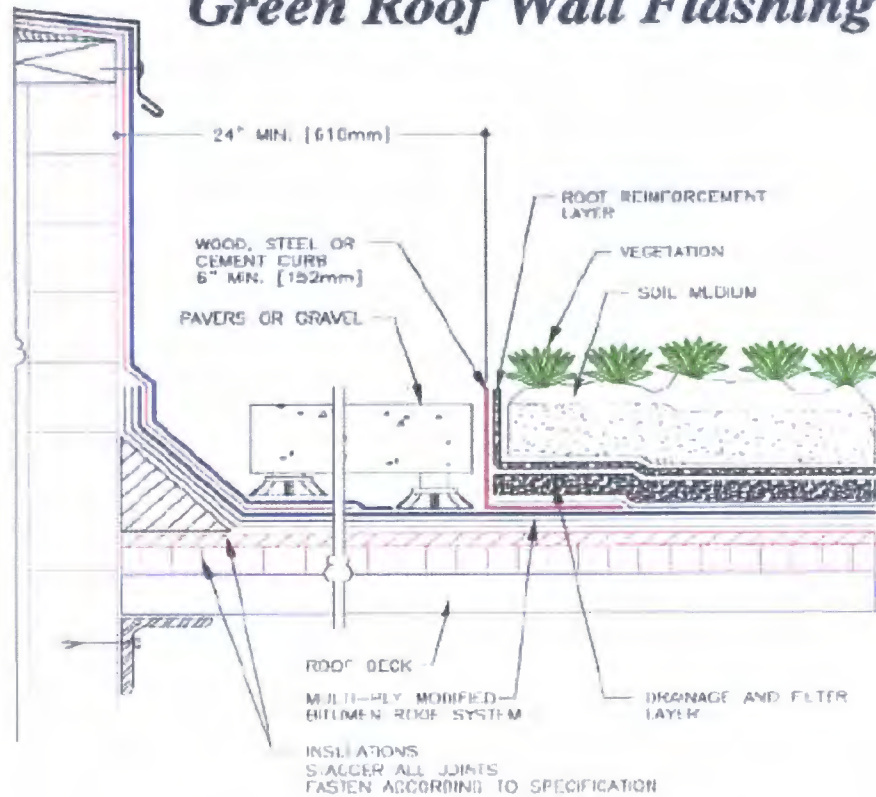 Green Roof Wall Flashing
24" MIN. [610mm]
ROOT REINFORCEMENT
LAYER
WOOD, STEEL OR
CEMENT CURB
6" MIN. [152mm]
VEGETATION
SOIL MEDIUM
PAVERS OR GRAVEL
ROOF DECK
MULTI-PLY MODIFIED
BITUMEN ROOF SYSTEM
DRAINAGE AND FILTER
LAYER
INSULATIONS
STAGGER ALL JOINTS
FASTEN ACCORDING TO SPECIFICATION